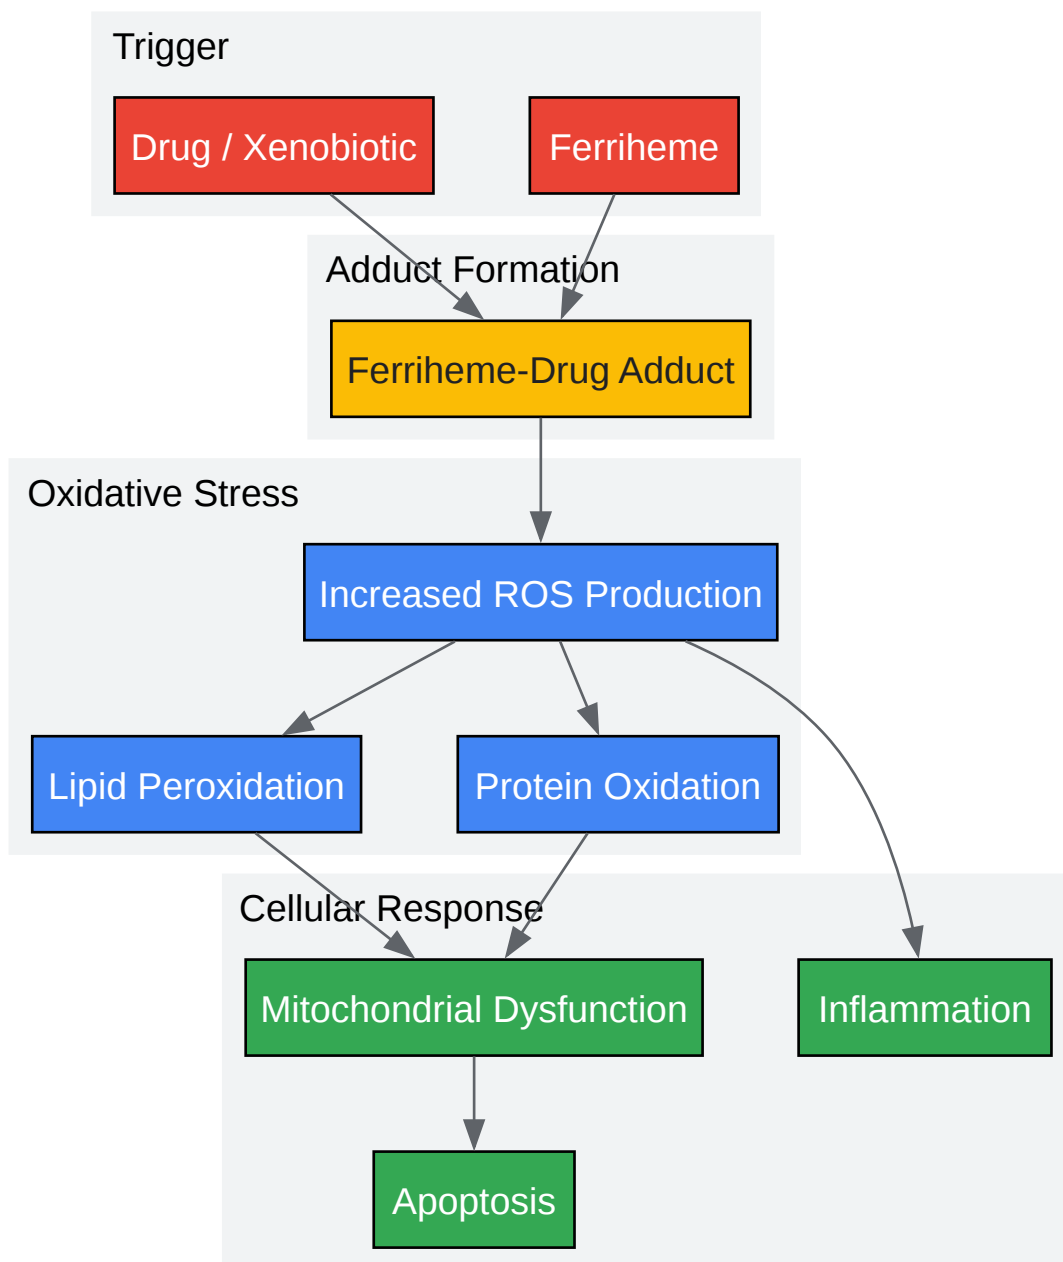 Trigger
Drug / Xenobiotic
Ferriheme
Adduct Formation
Ferriheme-Drug Adduct
Oxidative Stress
Increased ROS Production
Lipid Peroxidation
Protein Oxidation
Cellular Response
Mitochondrial Dysfunction
Inflammation
Apoptosis